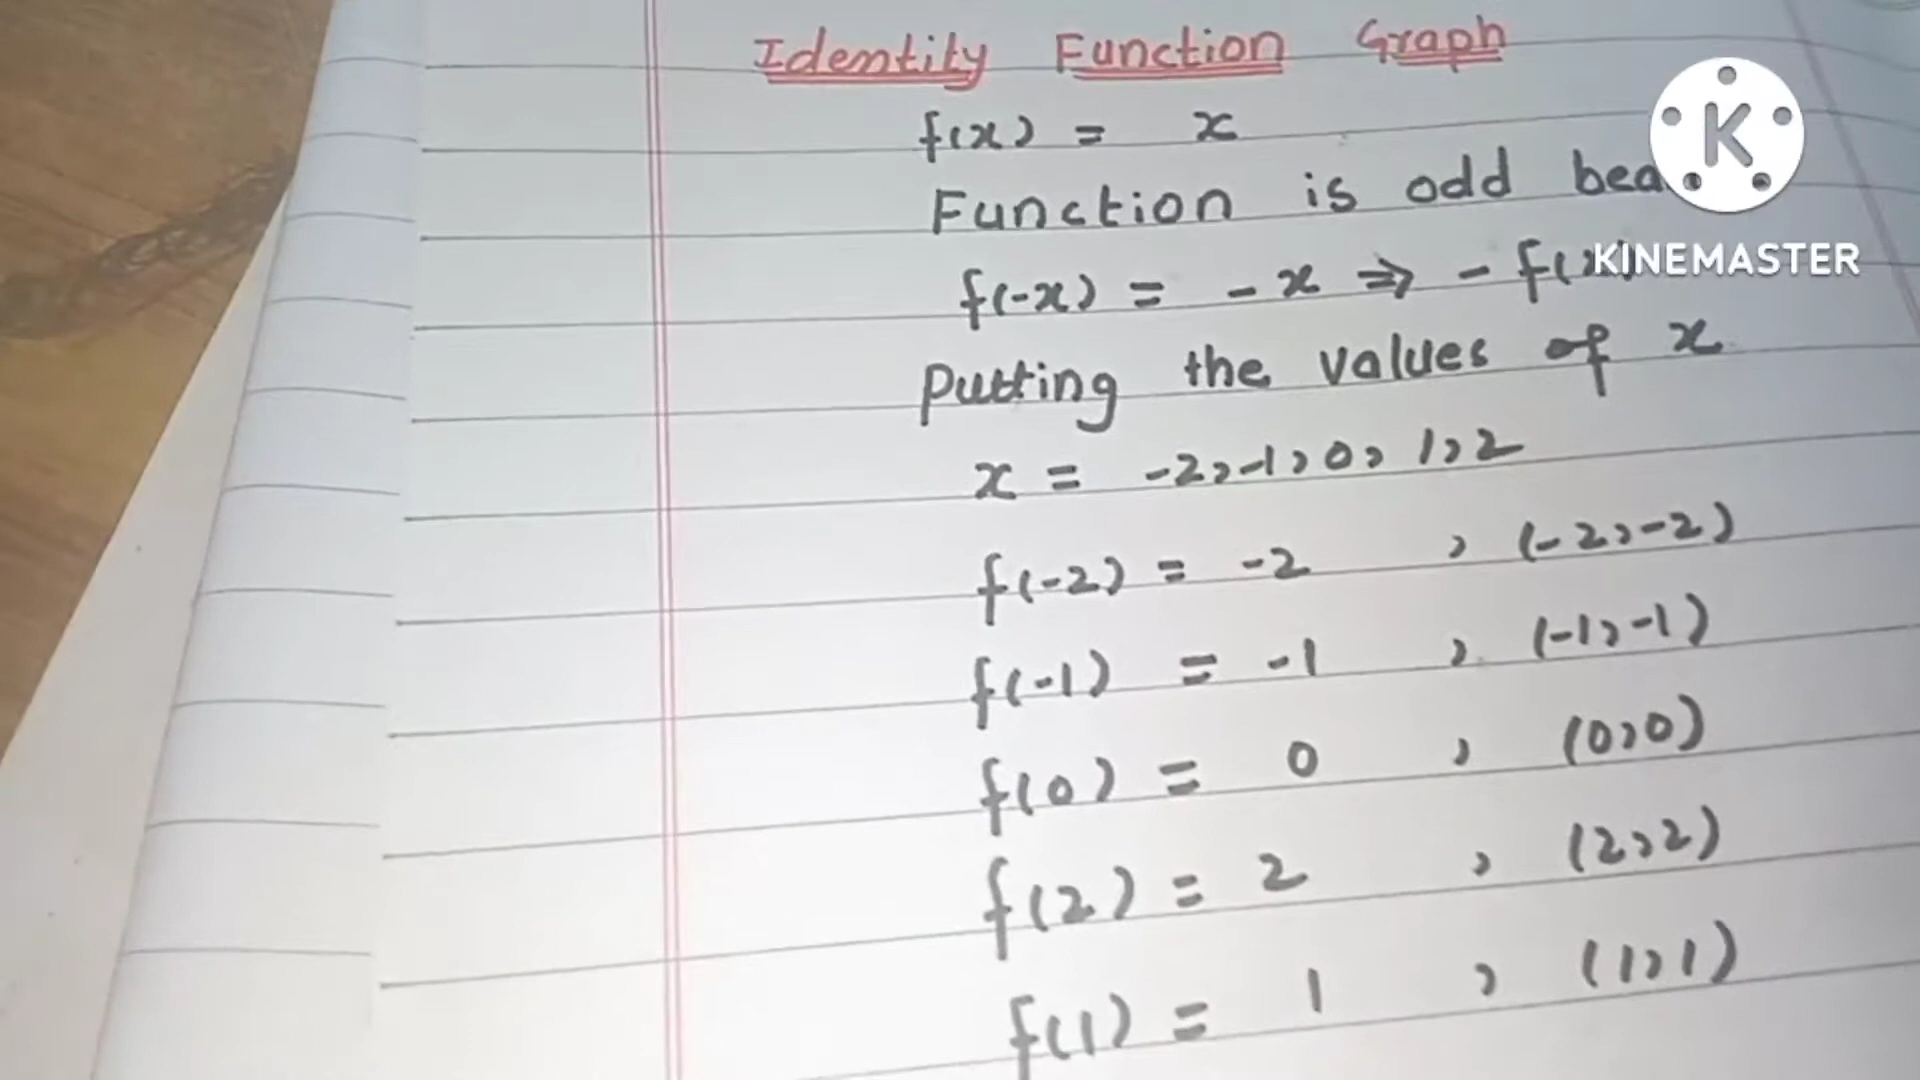 Identity Function Graph
f(x) = x
Function is odd
f(-x) = -x ⇒ -f(x
Putting the values of x
x = -2, -1, 0, 1, 2
f(-2) = -2 , (-2, -2)
f(-1) = -1 , (-1, -1)
f(0) = 0 , (0, 0)
f(2) = 2 , (2, 2)
f(1) = 1 , (1, 1)
K
KINEMASTER